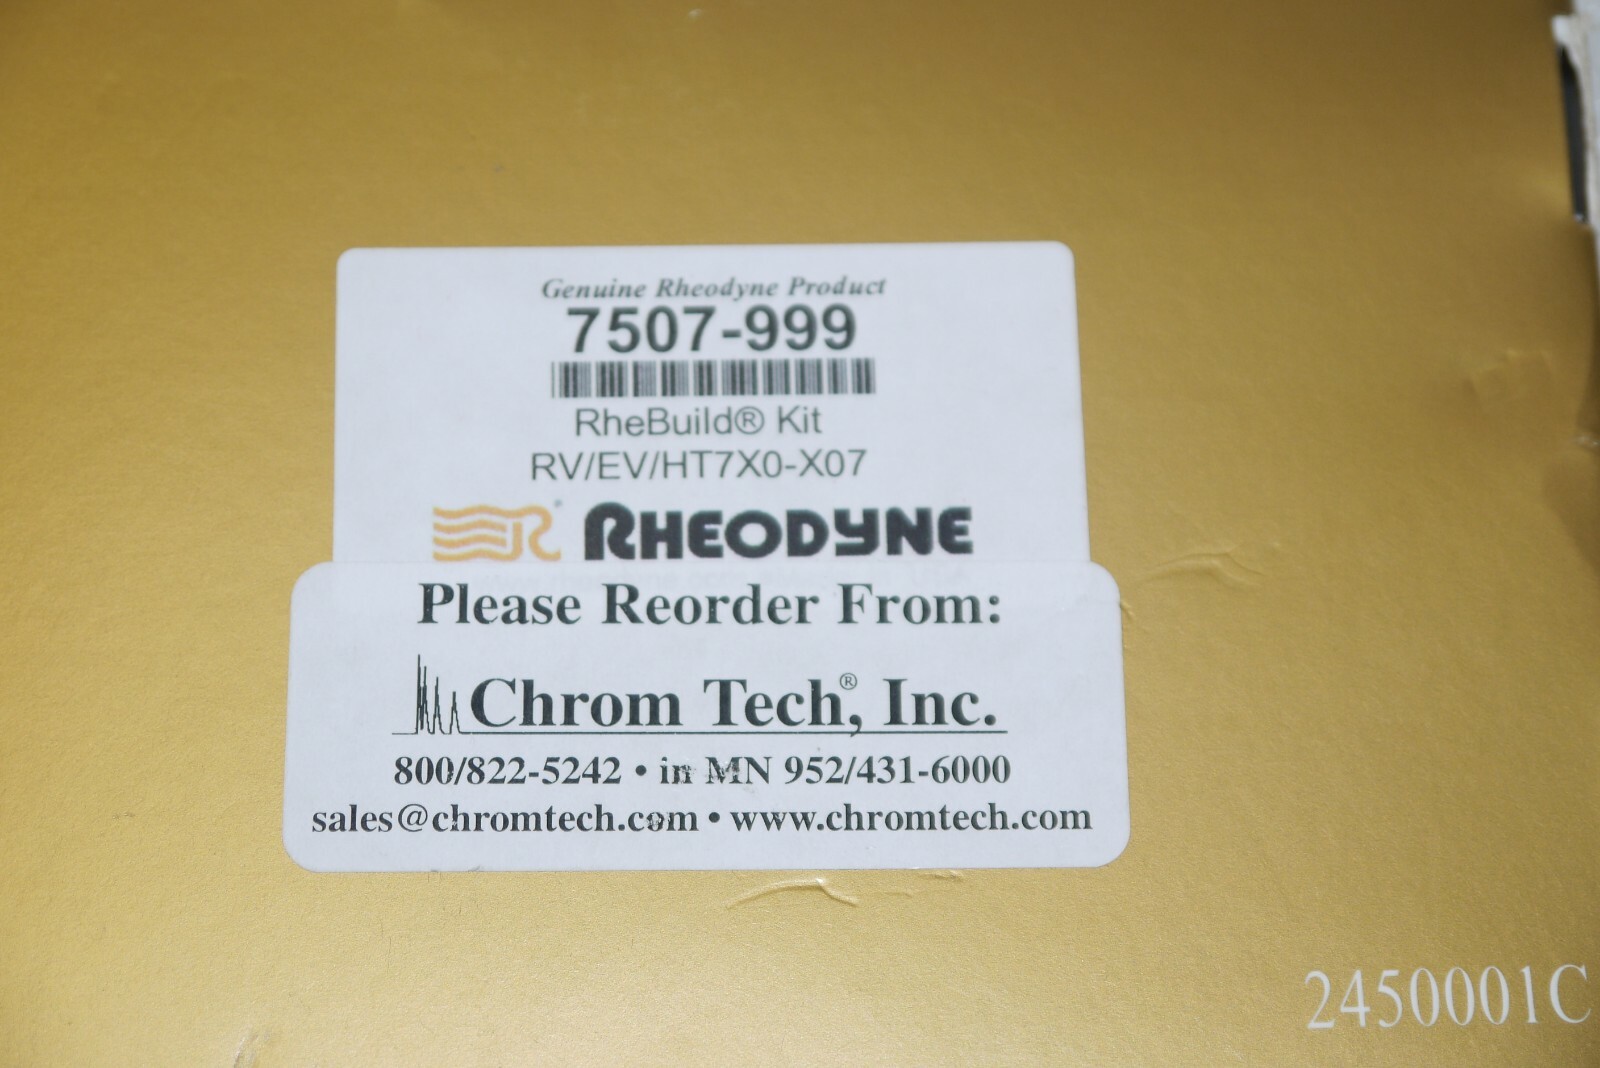 Genuine Rheodyne Product
7507-999
RheBuild® Kit
RV/EV/HT7X0-X07
R® RHEODYNE
Please Reorder From:
Chrom Tech®, Inc.
800/822-5242 • in MN 952/431-6000
sales@chromtech.com • www.chromtech.com
2450001C